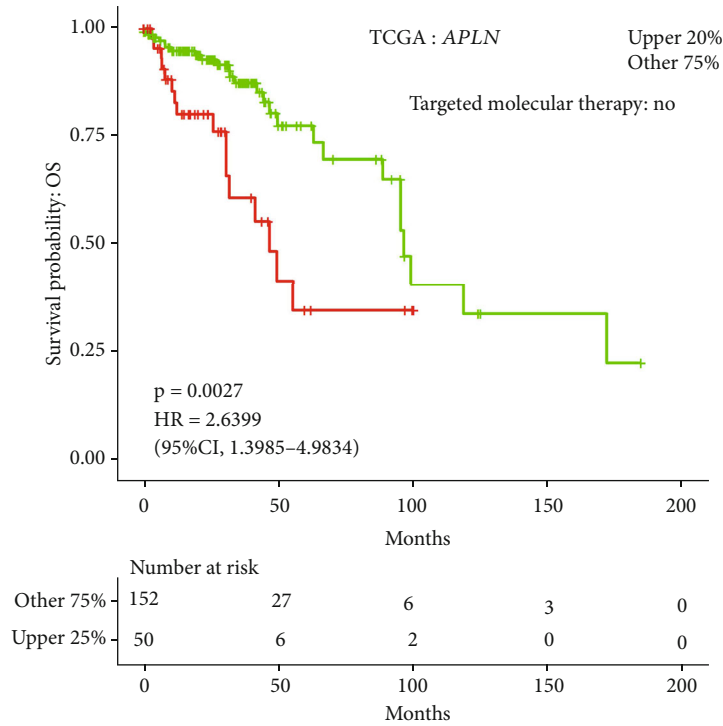 TCGA : APLN
Upper 20%
Other 75%
Targeted molecular therapy: no
Survival probability: OS
1.00
0.75
0.50
0.25
0.00
p = 0.0027
HR = 2.6399
(95%CI, 1.3985–4.9834)
0 50 100 150 200
Months
Number at risk
Other 75% 152 27 6 3 0
Upper 25% 50 6 2 0 0
0 50 100 150 200
Months